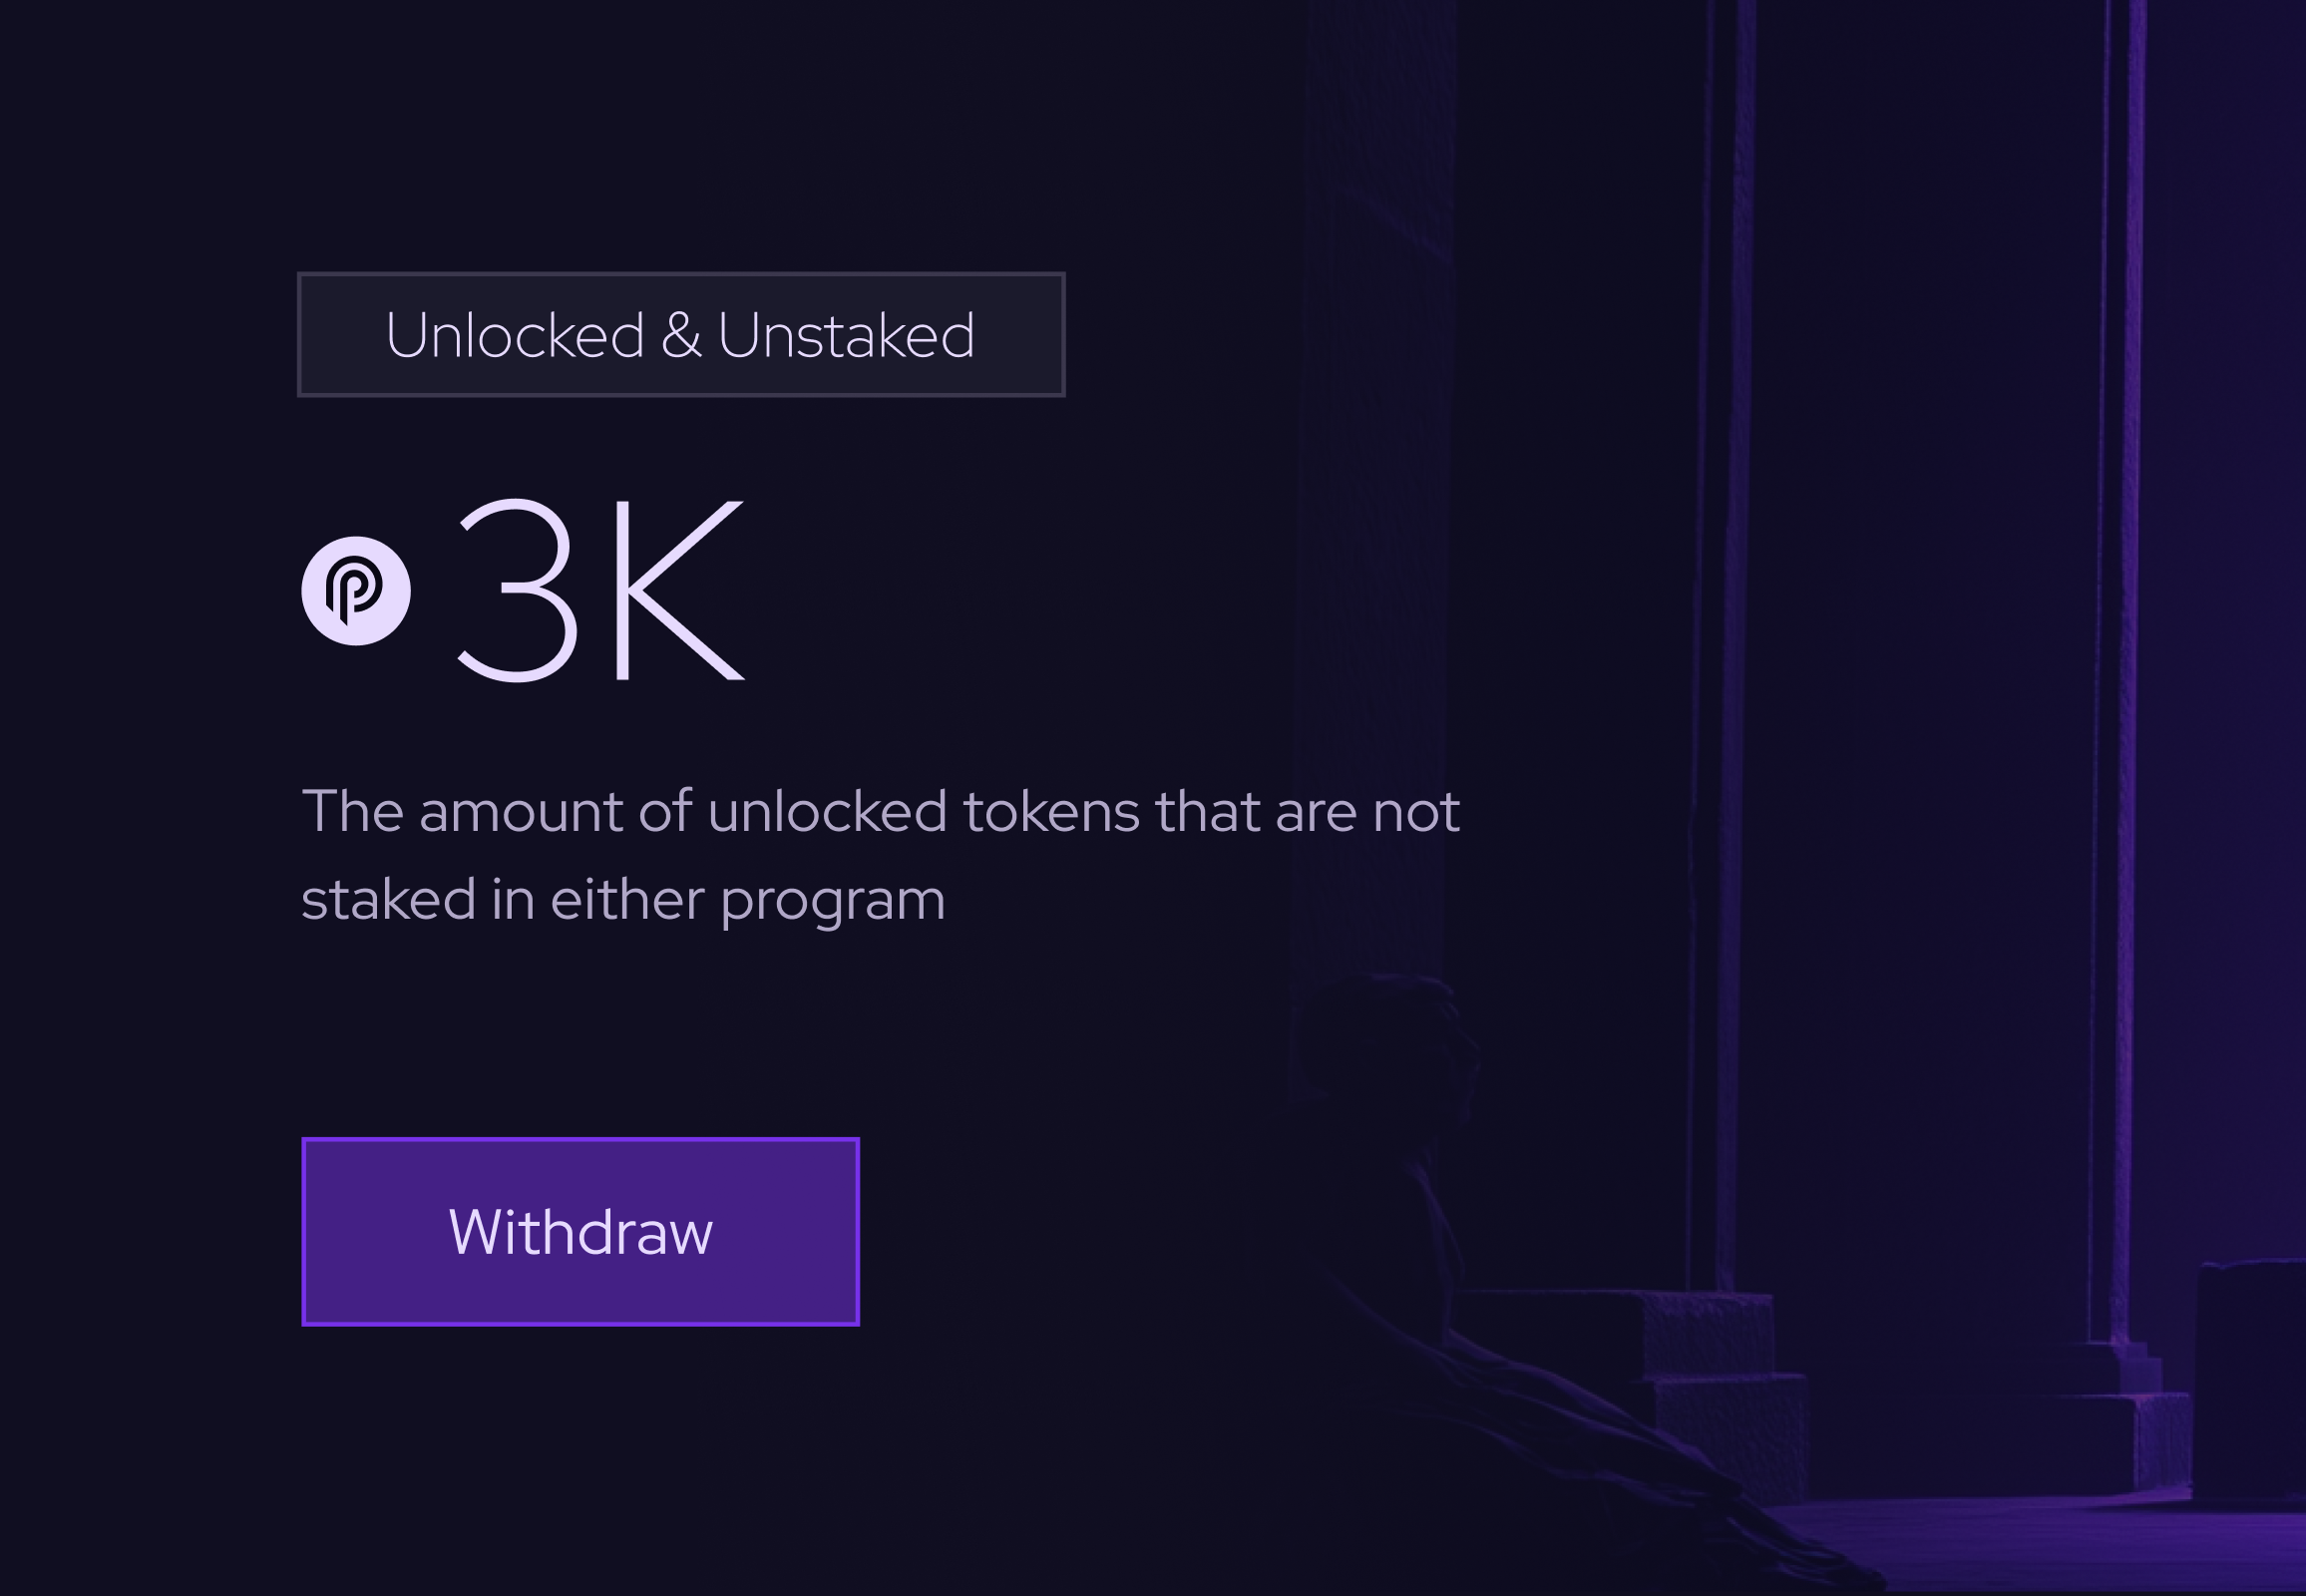 Unlocked & Unstaked
3K
The amount of unlocked tokens that are not
staked in either program
Withdraw